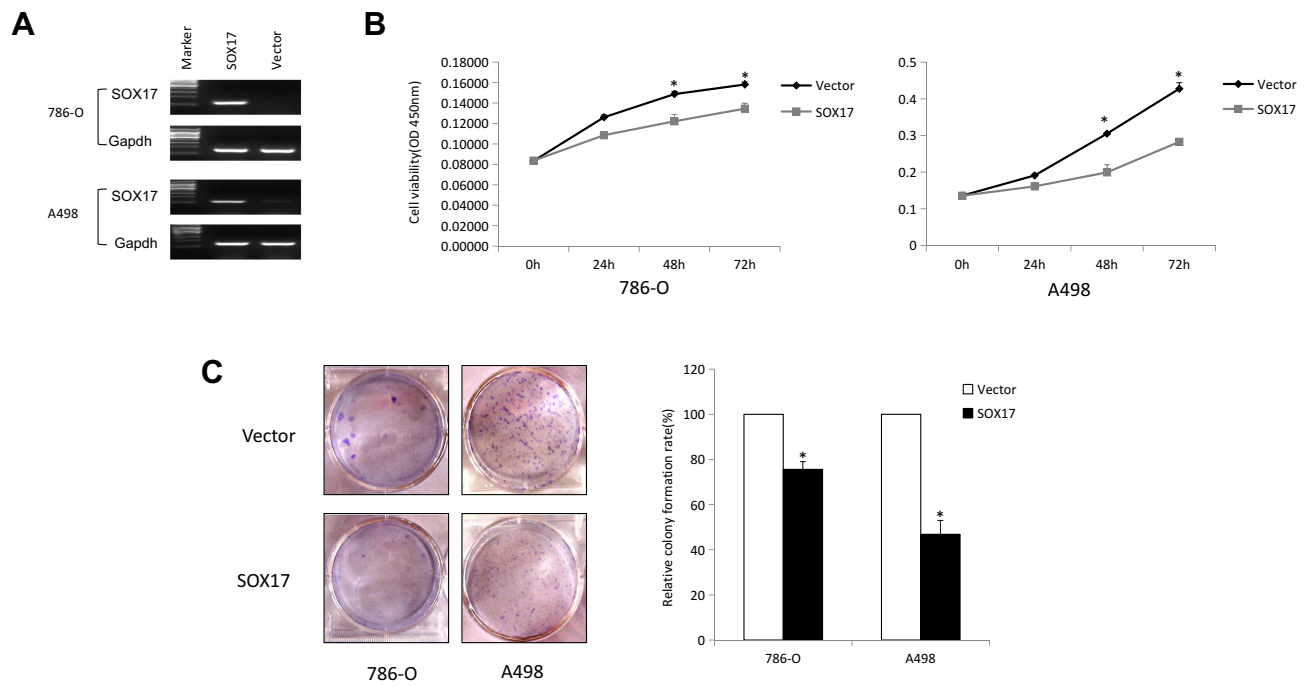 A
Marker
SOX17
Vector
786-O
SOX17
Gapdh
A498
SOX17
Gapdh
B
Cell viability(OD 450nm)
0.18000
0.16000
0.14000
0.12000
0.10000
0.08000
0.06000
0.04000
0.02000
0.00000
* *
0h 24h 48h 72h
786-O
Vector
SOX17
0.5
0.4
0.3
0.2
0.1
0
* *
0h 24h 48h 72h
A498
Vector
SOX17
C
Vector
SOX17
786-O A498
Relative colony formation rate(%)
120
100
80
60
40
20
0
* *
786-O A498
Vector
SOX17